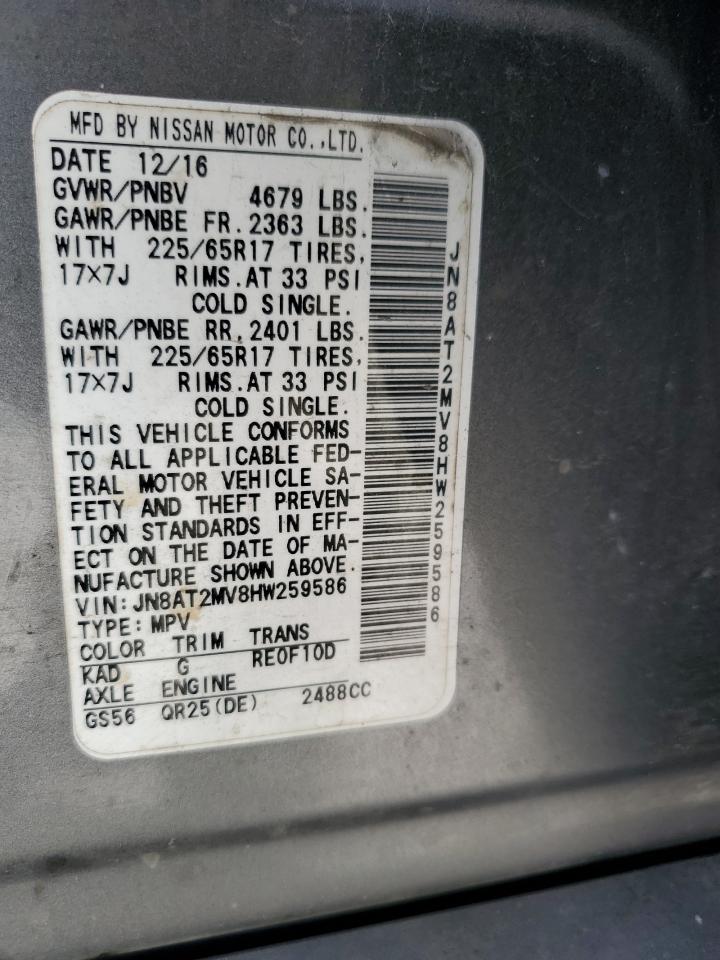 MFD BY NISSAN MOTOR CO.,LTD.
DATE 12/16
GVWR/PNBV 4679 LBS.
GAWR/PNBE FR.2363 LBS.
WITH 225/65R17 TIRES,
17×7J RIMS.AT 33 PSI
COLD SINGLE.
GAWR/PNBE RR.2401 LBS.
WITH 225/65R17 TIRES,
17×7J RIMS.AT 33 PSI
COLD SINGLE.
THIS VEHICLE CONFORMS
TO ALL APPLICABLE FED-
ERAL MOTOR VEHICLE SA-
FETY AND THEFT PREVEN-
TION STANDARDS IN EFF-
ECT ON THE DATE OF MA-
NUFACTURE SHOWN ABOVE.
VIN:JN8AT2MV8HW259586
TYPE:MPV
COLOR TRIM TRANS
KAD G RE0F10D
AXLE ENGINE
GS56 QR25(DE) 2488CC
JN8AT2MV8HW259586